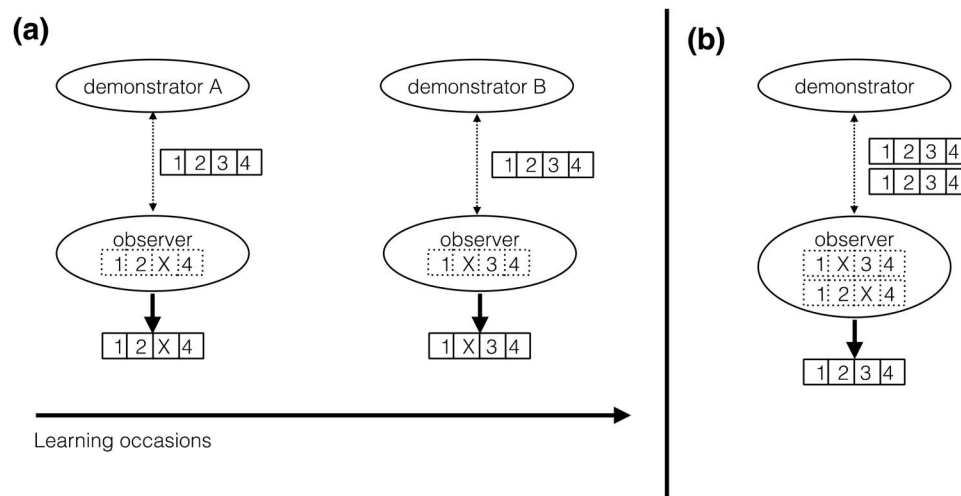 (a)
demonstrator A
1 2 3 4
observer
1 2 X 4
1 2 X 4
demonstrator B
1 2 3 4
observer
1 X 3 4
1 X 3 4
Learning occasions
(b)
demonstrator
1 2 3 4
1 2 3 4
observer
1 X 3 4
1 2 X 4
1 2 3 4